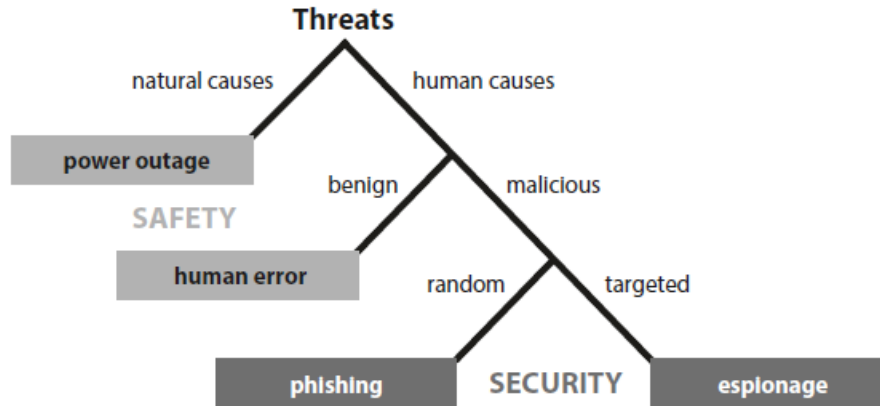 Threats
natural causes
human causes
power outage
benign
malicious
SAFETY
human error
random
targeted
phishing
SECURITY
espionage